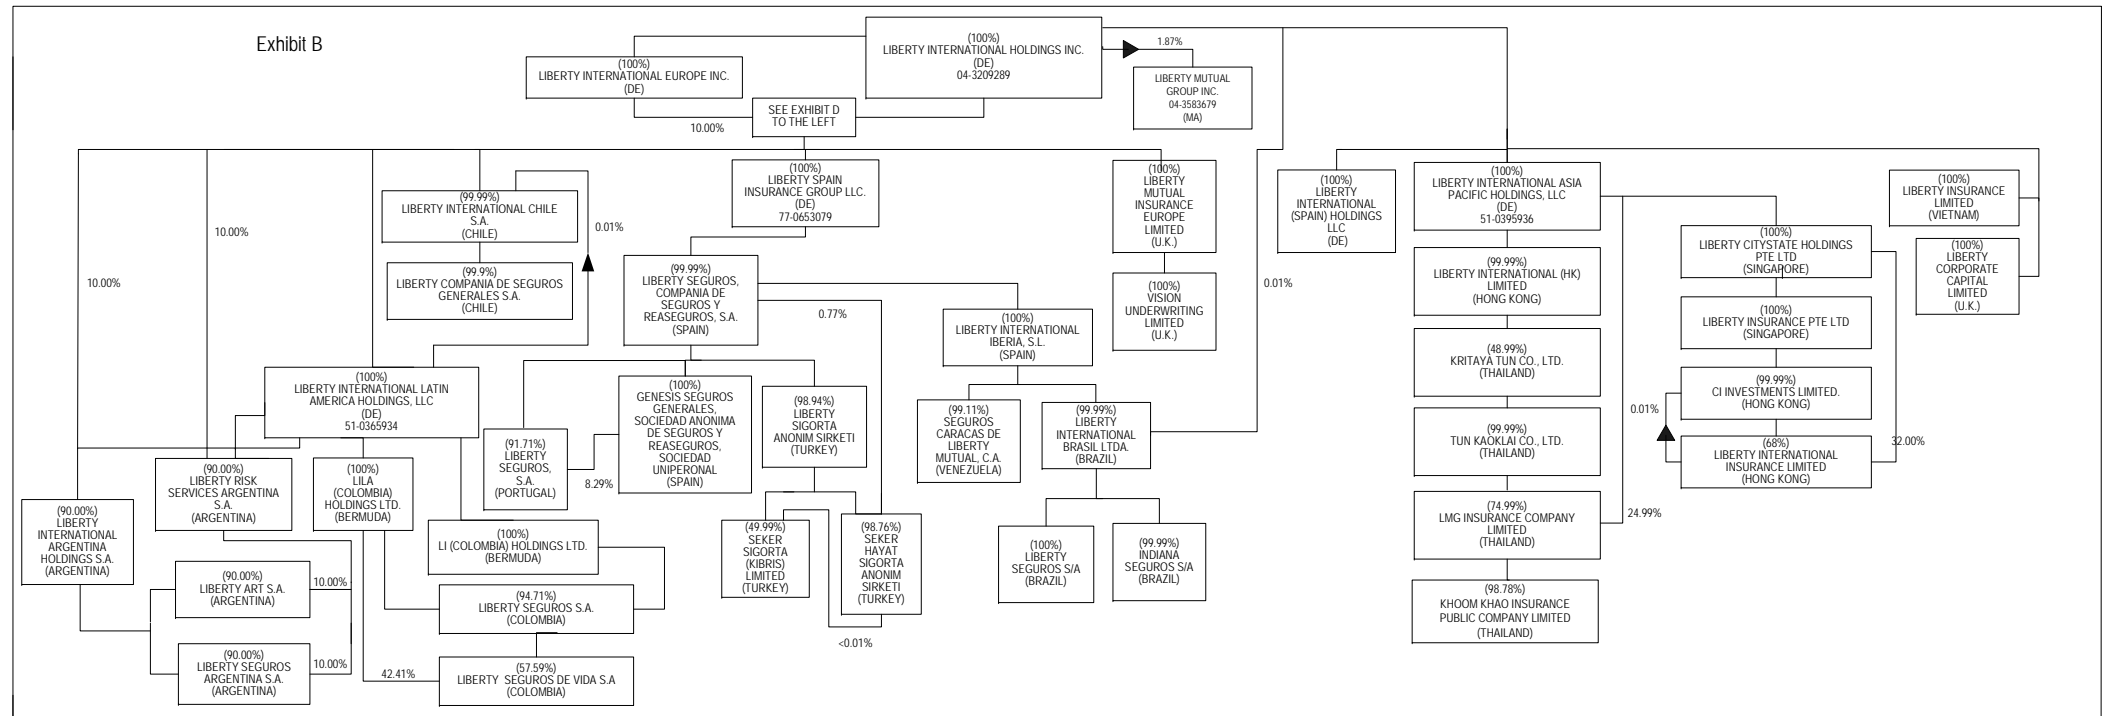 Exhibit B
(100%)
LIBERTY INTERNATIONAL HOLDINGS INC.
(DE)
04-3209289
1.87%
(100%)
LIBERTY INTERNATIONAL EUROPE INC.
(DE)
LIBERTY MUTUAL
GROUP INC.
04-3583679
(MA)
SEE EXHIBIT D
TO THE LEFT
10.00%
(99.99%)
LIBERTY INTERNATIONAL CHILE
S.A.
(CHILE)
0.01%
10.00%
(100%)
LIBERTY SPAIN
INSURANCE GROUP LLC.
(DE)
77-0653079
(100%)
LIBERTY
MUTUAL
INSURANCE
EUROPE
LIMITED
(U.K.)
(100%)
LIBERTY
INTERNATIONAL
(SPAIN) HOLDINGS
LLC
(DE)
(100%)
LIBERTY INTERNATIONAL ASIA
PACIFIC HOLDINGS, LLC
(DE)
51-0395936
(100%)
LIBERTY INSURANCE
LIMITED
(VIETNAM)
(100%)
LIBERTY CITYSTATE HOLDINGS
PTE LTD
(SINGAPORE)
(100%)
LIBERTY
CORPORATE
CAPITAL
LIMITED
(U.K.)
10.00%
(99.9%)
LIBERTY COMPANIA DE SEGUROS
GENERALES S.A.
(CHILE)
(99.99%)
LIBERTY SEGUROS,
COMPANIA DE
SEGUROS Y
REASEGUROS, S.A.
(SPAIN)
0.77%
(100%)
LIBERTY INTERNATIONAL
IBERIA, S.L.
(SPAIN)
(100%)
VISION
UNDERWRITING
LIMITED
(U.K.)
0.01%
(99.99%)
LIBERTY INTERNATIONAL (HK)
LIMITED
(HONG KONG)
(100%)
LIBERTY INSURANCE PTE LTD
(SINGAPORE)
(48.99%)
KRITAYA TUN CO., LTD.
(THAILAND)
(99.99%)
CI INVESTMENTS LIMITED.
(HONG KONG)
0.01%
32.00%
(68%)
LIBERTY INTERNATIONAL
INSURANCE LIMITED
(HONG KONG)
(99.99%)
TUN KAOKLAI CO., LTD.
(THAILAND)
(74.99%)
LMG INSURANCE COMPANY
LIMITED
(THAILAND)
24.99%
(98.78%)
KHOOM KHAO INSURANCE
PUBLIC COMPANY LIMITED
(THAILAND)
(100%)
LIBERTY INTERNATIONAL LATIN
AMERICA HOLDINGS, LLC
(DE)
51-0365934
(91.71%)
LIBERTY
SEGUROS,
S.A.
(PORTUGAL)
8.29%
(100%)
GENESIS SEGUROS
GENERALES,
SOCIEDAD ANONIMA
DE SEGUROS Y
REASEGUROS,
SOCIEDAD
UNIPERONAL
(SPAIN)
(98.94%)
LIBERTY
SIGORTA
ANONIM SIRKETI
(TURKEY)
(99.11%)
SEGUROS
CARACAS DE
LIBERTY
MUTUAL, C.A.
(VENEZUELA)
(99.99%)
LIBERTY
INTERNATIONAL
BRASIL LTDA.
(BRAZIL)
(90.00%)
LIBERTY
INTERNATIONAL
ARGENTINA
HOLDINGS S.A.
(ARGENTINA)
(90.00%)
LIBERTY RISK
SERVICES ARGENTINA
S.A.
(ARGENTINA)
(100%)
LILA
(COLOMBIA)
HOLDINGS LTD.
(BERMUDA)
(100%)
LI (COLOMBIA) HOLDINGS LTD.
(BERMUDA)
(49.99%)
SEKER
SIGORTA
(KIBRIS)
LIMITED
(TURKEY)
(98.76%)
SEKER
HAYAT
SIGORTA
ANONIM
SIRKETI
(TURKEY)
<0.01%
(100%)
LIBERTY
SEGUROS S/A
(BRAZIL)
(99.99%)
INDIANA
SEGUROS S/A
(BRAZIL)
(90.00%)
LIBERTY ART S.A.
(ARGENTINA)
10.00%
(94.71%)
LIBERTY SEGUROS S.A.
(COLOMBIA)
(90.00%)
LIBERTY SEGUROS
ARGENTINA S.A.
(ARGENTINA)
10.00%
42.41%
(57.59%)
LIBERTY SEGUROS DE VIDA S.A
(COLOMBIA)